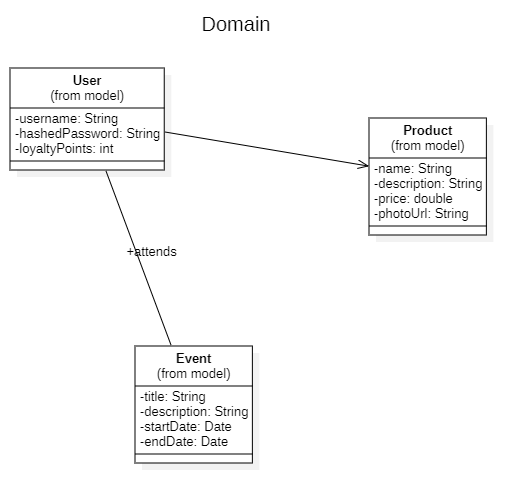 Domain
User
(from model)
-username: String
-hashedPassword: String
-loyaltyPoints: int
Product
(from model)
-name: String
-description: String
-price: double
-photoUrl: String
+attends
Event
(from model)
-title: String
-description: String
-startDate: Date
-endDate: Date